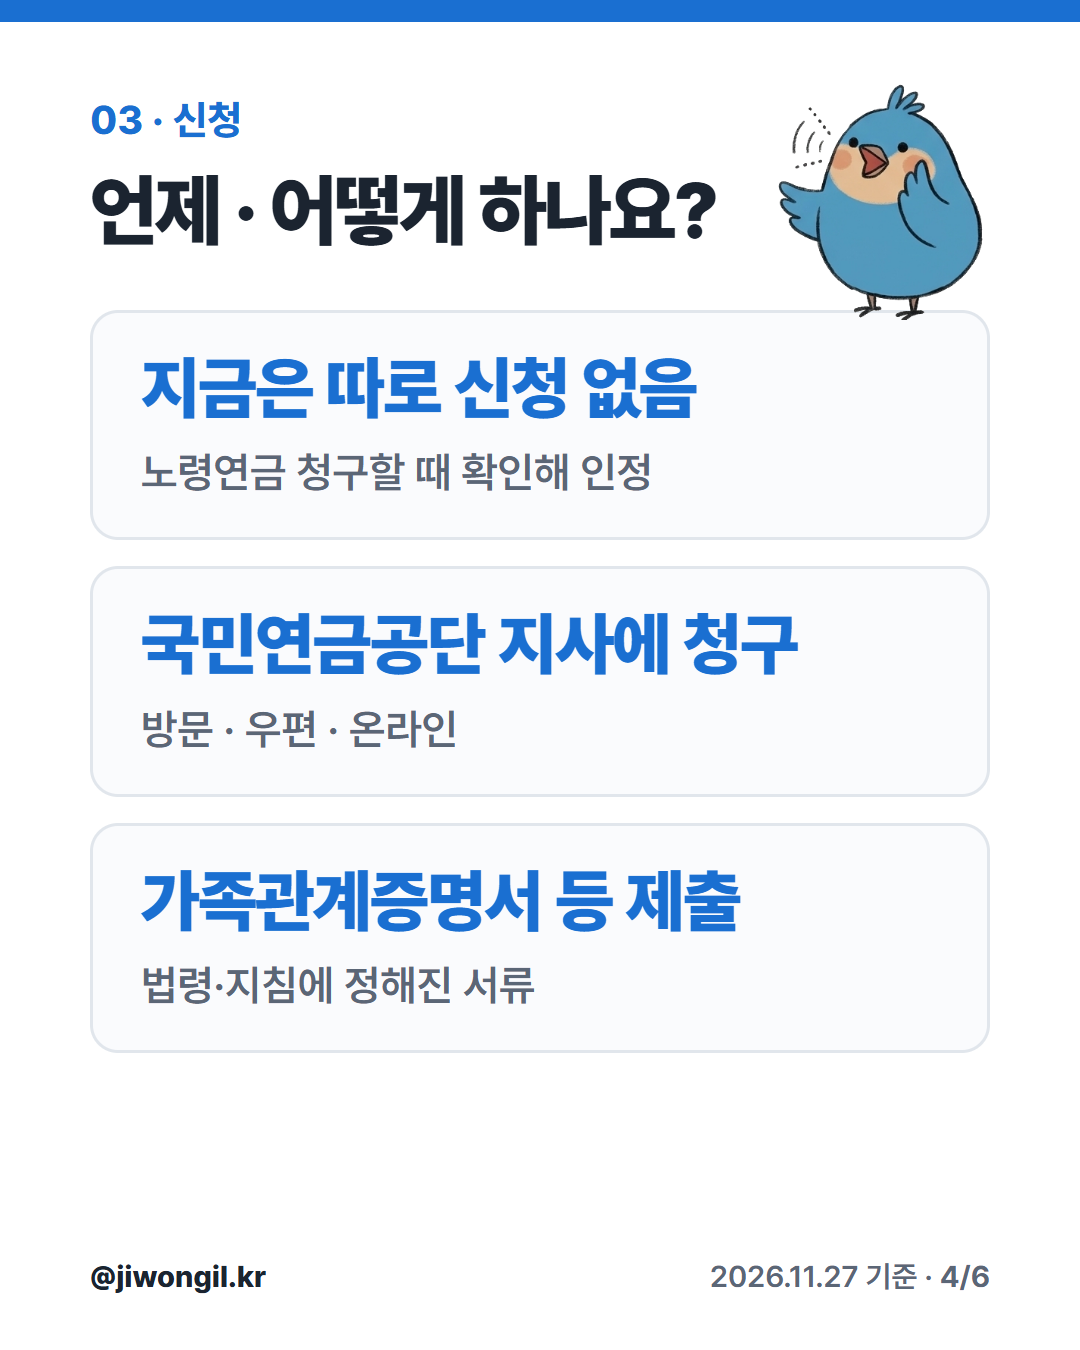 03 · 신청
언제 · 어떻게 하나요?
지금은 따로 신청 없음
노령연금 청구할 때 확인해 인정
국민연금공단 지사에 청구
방문 · 우편 · 온라인
가족관계증명서 등 제출
법령·지침에 정해진 서류
@jiwongil.kr
2026.11.27 기준 · 4/6